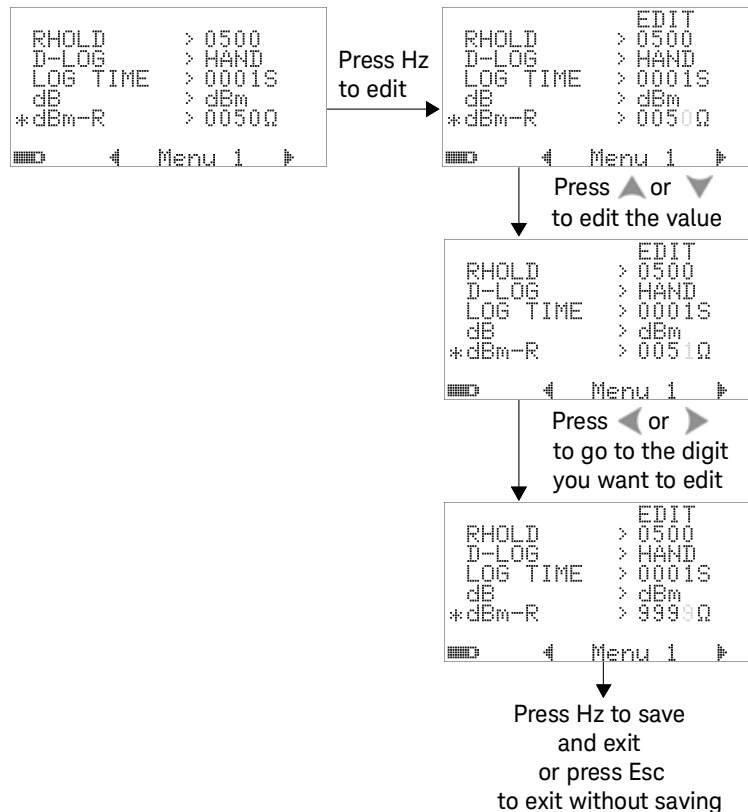 RHOLD > 0500
D-LOG > HAND
LOG TIME > 0001S
dB > dBm
*dBm-R > 0050Ω
Menu 1
Press Hz
to edit
EDIT
RHOLD > 0500
D-LOG > HAND
LOG TIME > 0001S
dB > dBm
*dBm-R > 0050Ω
Menu 1
Press or
to edit the value
EDIT
RHOLD > 0500
D-LOG > HAND
LOG TIME > 0001S
dB > dBm
*dBm-R > 0051Ω
Menu 1
Press or
to go to the digit
you want to edit
EDIT
RHOLD > 0500
D-LOG > HAND
LOG TIME > 0001S
dB > dBm
*dBm-R > 9999Ω
Menu 1
Press Hz to save
and exit
or press Esc
to exit without saving